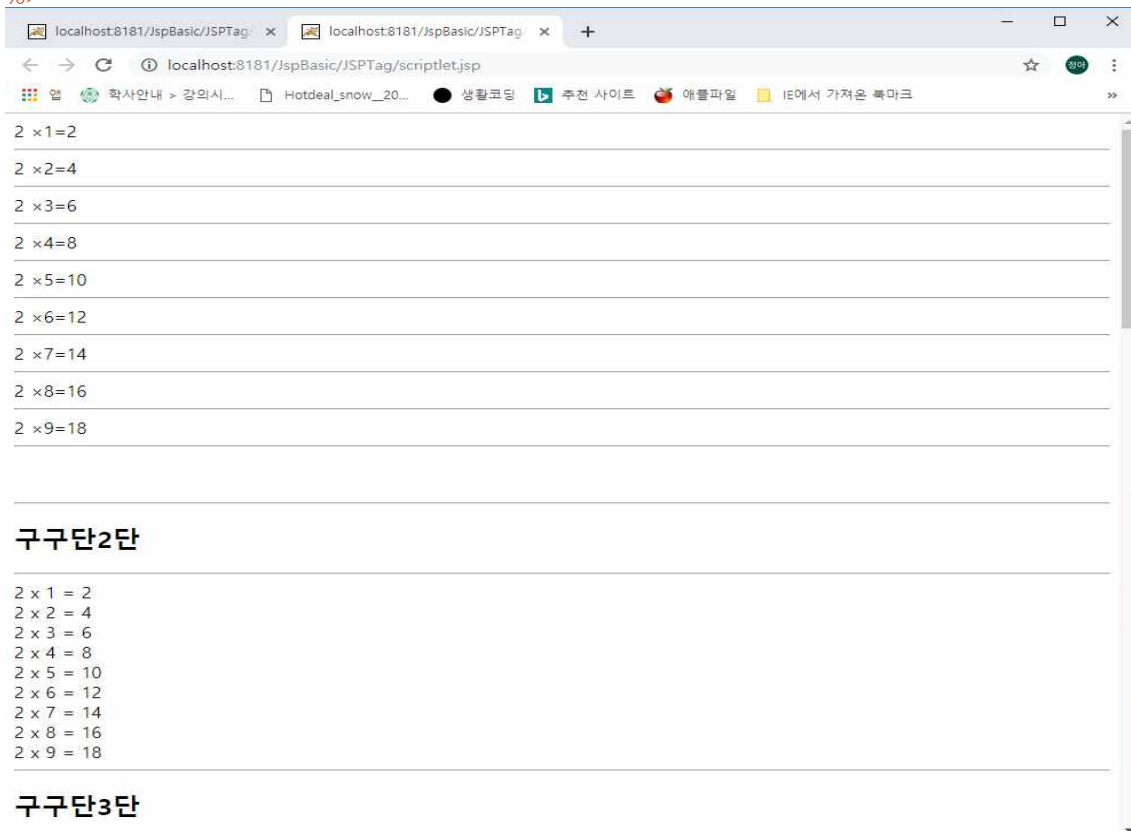 %>
localhost:8181/JspBasic/JSPTag/ × localhost:8181/JspBasic/JSPTag × +
localhost:8181/JspBasic/JSPTag/scriptlet.jsp 정아
앱 학사안내 > 강의시... Hotdeal_snow__20... 생활코딩 추천 사이트 애플파일 IE에서 가져온 북마크 »
2 ×1=2
2 ×2=4
2 ×3=6
2 ×4=8
2 ×5=10
2 ×6=12
2 ×7=14
2 ×8=16
2 ×9=18
구구단2단
2 x 1 = 2
2 x 2 = 4
2 x 3 = 6
2 x 4 = 8
2 x 5 = 10
2 x 6 = 12
2 x 7 = 14
2 x 8 = 16
2 x 9 = 18
구구단3단